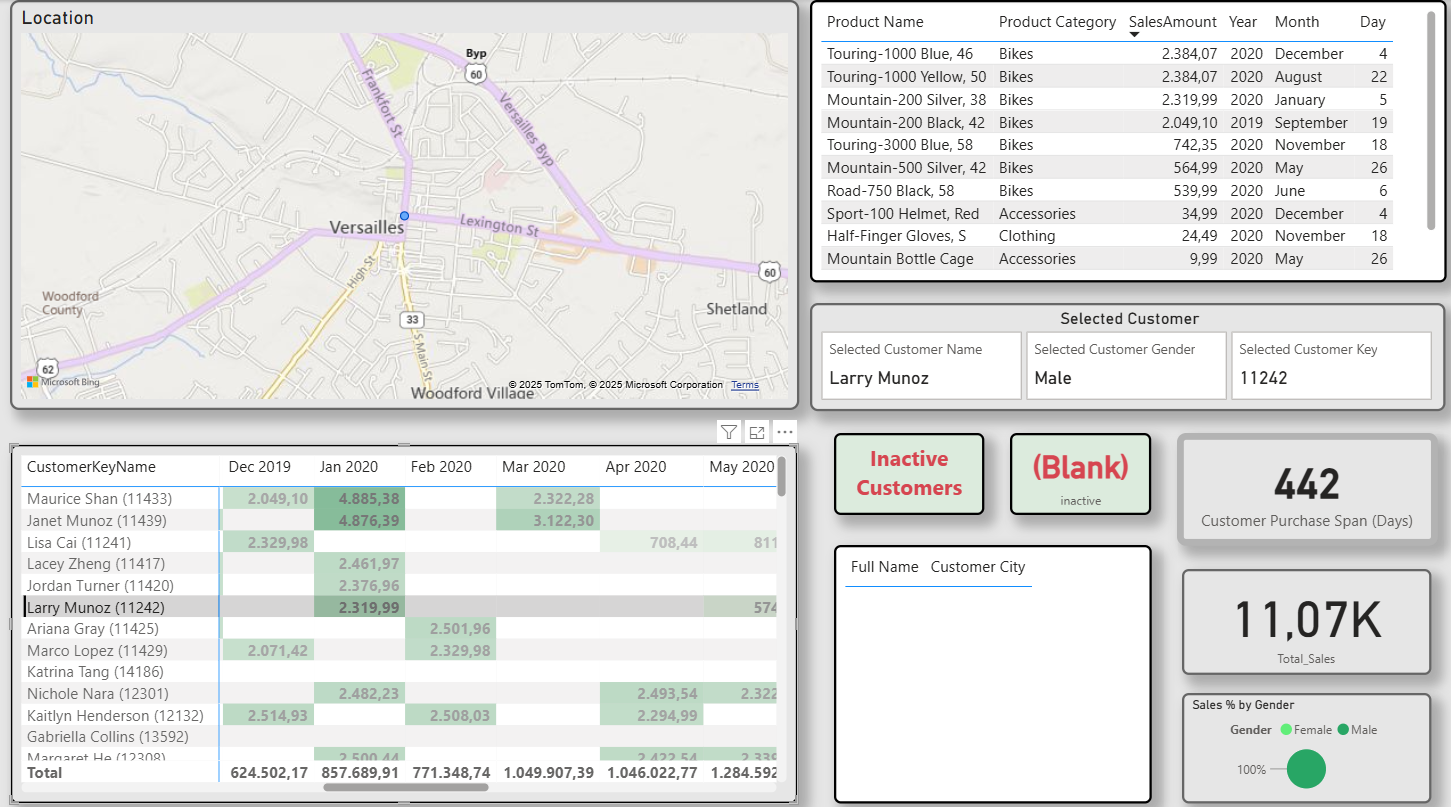 Location
Byp
60
Frankfort St
Versailles Byp
Versailles
Lexington St
High St
60
Woodford
County
Shetland
33
S Main St
62
Microsoft Bing
© 2025 TomTom, © 2025 Microsoft Corporation Terms
Woodford Village
Product Name Product Category SalesAmount Year Month Day
Touring-1000 Blue, 46 Bikes 2.384,07 2020 December 4
Touring-1000 Yellow, 50 Bikes 2.384,07 2020 August 22
Mountain-200 Silver, 38 Bikes 2.319,99 2020 January 5
Mountain-200 Black, 42 Bikes 2.049,10 2019 September 19
Touring-3000 Blue, 58 Bikes 742,35 2020 November 18
Mountain-500 Silver, 42 Bikes 564,99 2020 May 26
Road-750 Black, 58 Bikes 539,99 2020 June 6
Sport-100 Helmet, Red Accessories 34,99 2020 December 4
Half-Finger Gloves, S Clothing 24,49 2020 November 18
Mountain Bottle Cage Accessories 9,99 2020 May 26
Selected Customer
Selected Customer Name
Larry Munoz
Selected Customer Gender
Male
Selected Customer Key
11242
CustomerKeyName Dec 2019 Jan 2020 Feb 2020 Mar 2020 Apr 2020 May 2020
Maurice Shan (11433) 2.049,10 4.885,38 2.322,28
Janet Munoz (11439) 4.876,39 3.122,30
Lisa Cai (11241) 2.329,98 708,44 811
Lacey Zheng (11417) 2.461,97
Jordan Turner (11420) 2.376,96
Larry Munoz (11242) 2.319,99 574
Ariana Gray (11425) 2.501,96
Marco Lopez (11429) 2.071,42 2.329,98
Katrina Tang (14186)
Nichole Nara (12301) 2.482,23 2.493,54 2.322
Kaitlyn Henderson (12132) 2.514,93 2.508,03 2.294,99
Gabriella Collins (13592)
Margaret He (12308) 2.500,44 2.422,54 2.339
Total 624.502,17 857.689,91 771.348,74 1.049.907,39 1.046.022,77 1.284.592
Inactive
Customers
(Blank)
inactive
442
Customer Purchase Span (Days)
Full Name Customer City
11,07K
Total_Sales
Sales % by Gender
Gender Female Male
100%